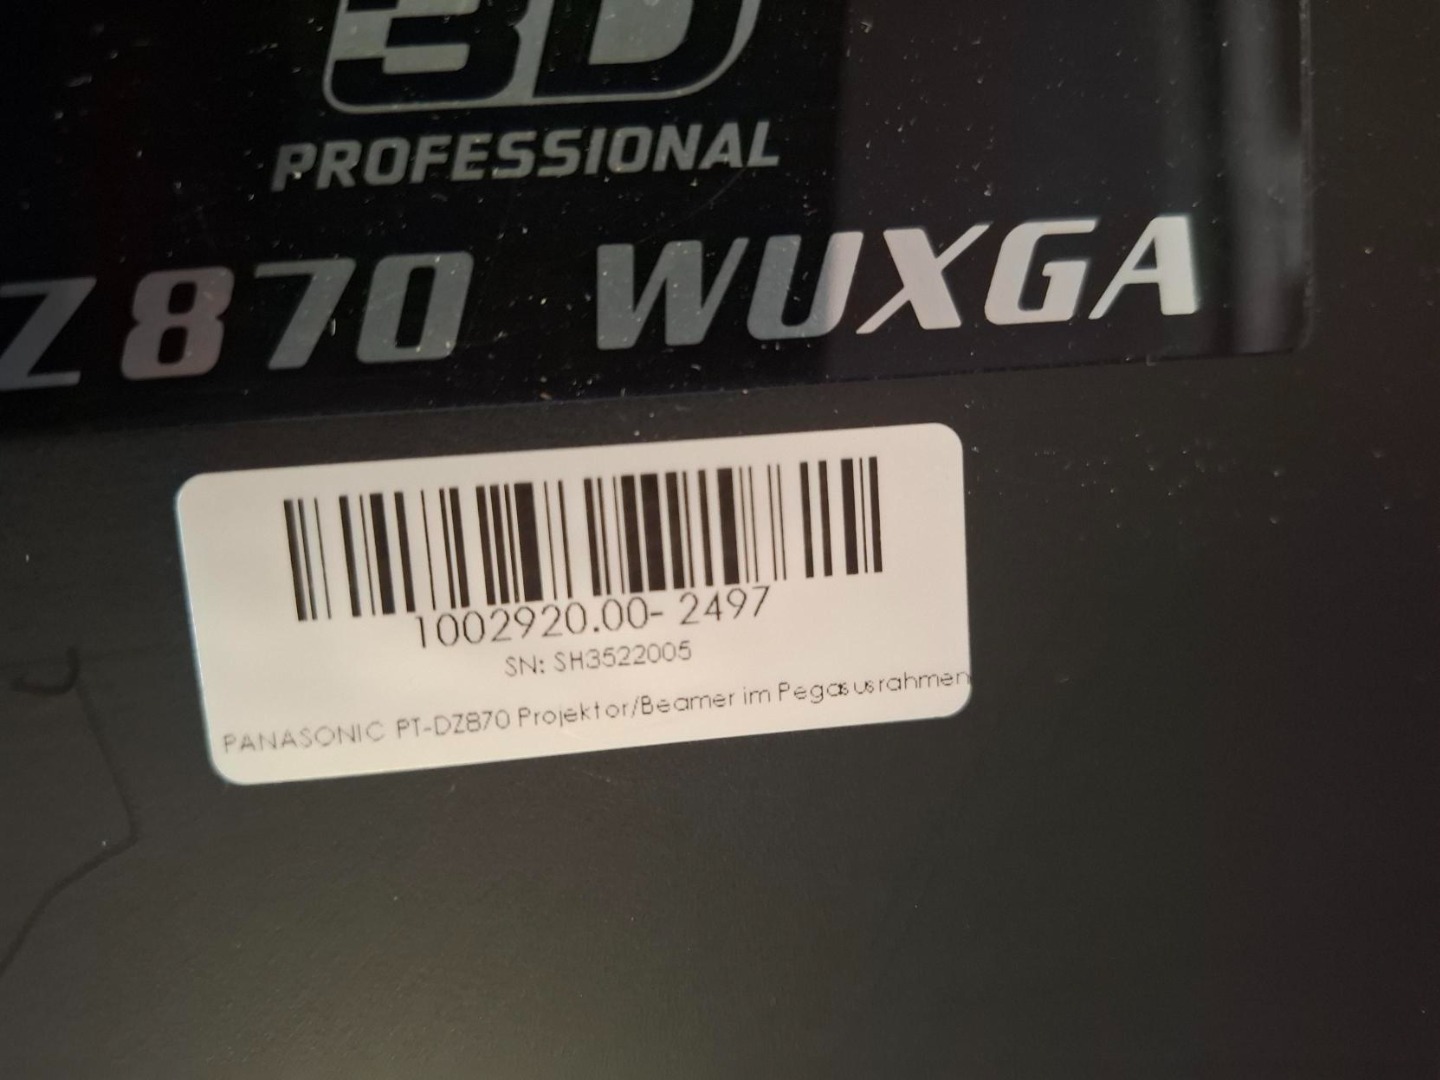 3D
PROFESSIONAL
Z870 WUXGA
1002920.00- 2497
SN: SH3522005
PANASONIC PT-DZ870 Projektor/Beamer im Pegasusrahmen